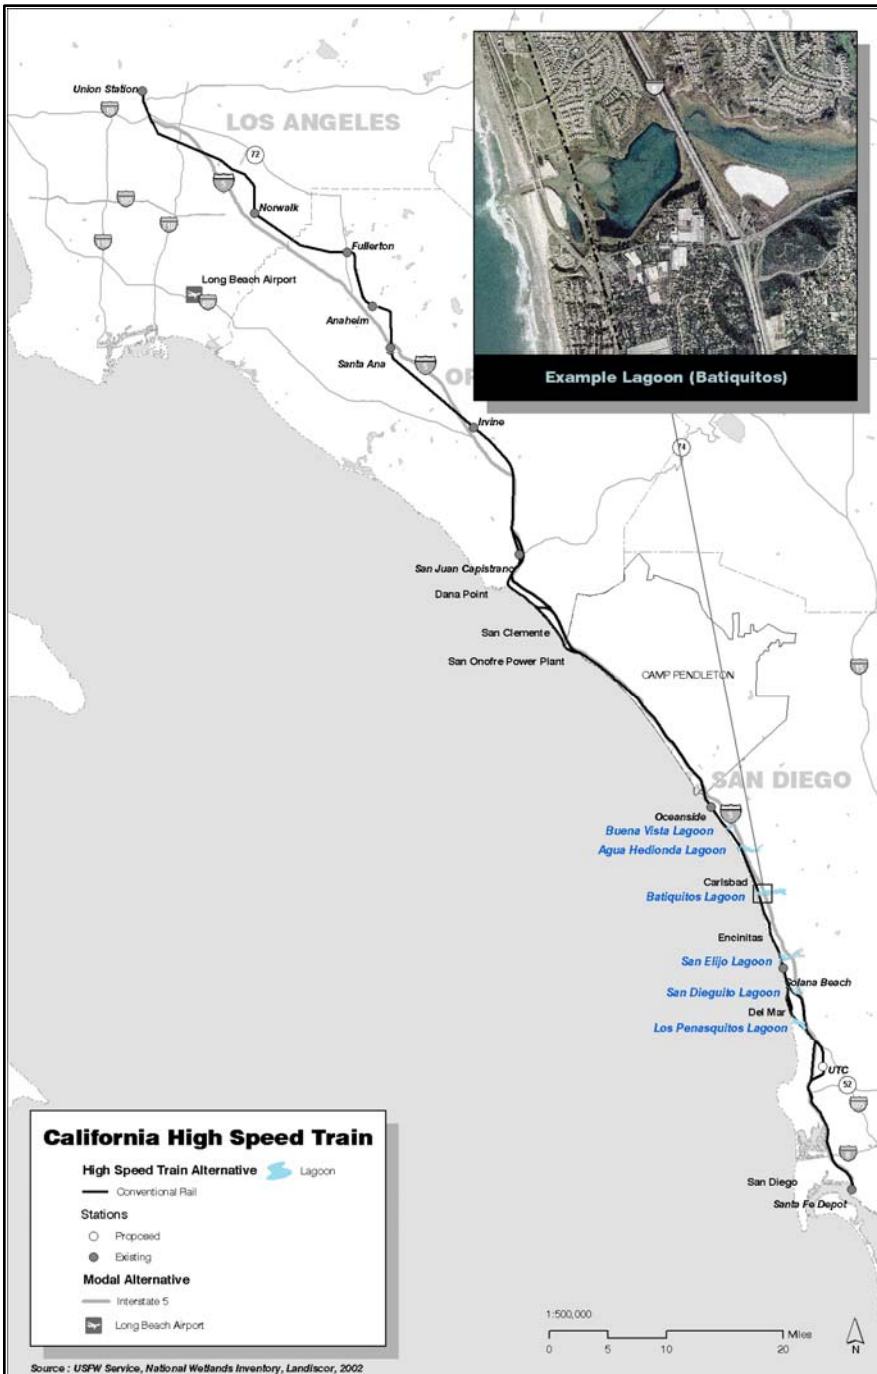 Union Station
LOS ANGELES
72
5
Norwalk
Fullerton
Long Beach Airport
Anaheim
Santa Ana
5
OR
Example Lagoon (Batiquitos)
Irvine
74
San Juan Capistrano
Dana Point
San Clemente
San Onofre Power Plant
CAMP PENDLETON
15
SAN DIEGO
Oceanside
5
Buena Vista Lagoon
Agua Hedionda Lagoon
Carlsbad
Batiquitos Lagoon
Encinitas
San Elijo Lagoon
Solana Beach
San Dieguito Lagoon
Del Mar
Los Penasquitos Lagoon
UTC
52
San Diego
Santa Fe Depot
California High Speed Train
High Speed Train Alternative
Lagoon
Conventional Rail
Stations
Proposed
Existing
Modal Alternative
Interstate 5
Long Beach Airport
1:500,000
Miles
0 5 10 20
N
Source : USFW Service, National Wetlands Inventory, Landiscor, 2002